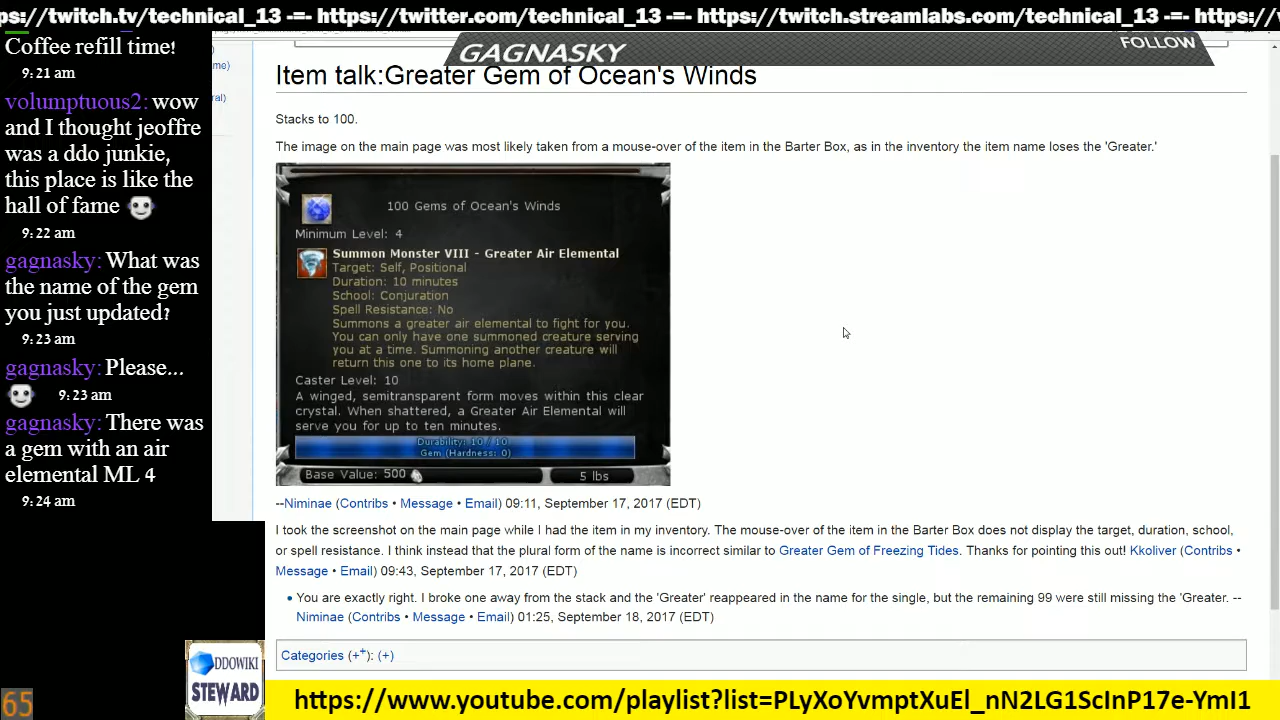 ps://twitch.tv/technical_13 -=- https://twitter.com/technical_13 -=- https://twitch.streamlabs.com/technical_13 -=- https://
Coffee refill time!
9:21 am
volumptuous2: wow
and I thought jeoffre
was a ddo junkie,
this place is like the
hall of fame
9:22 am
gagnasky: What was
the name of the gem
you just updated?
9:23 am
gagnasky: Please...
9:23 am
gagnasky: There was
a gem with an air
elemental ML 4
9:24 am
me)
ral)
GAGNASKY
FOLLOW
Item talk:Greater Gem of Ocean's Winds
Stacks to 100.
The image on the main page was most likely taken from a mouse-over of the item in the Barter Box, as in the inventory the item name loses the 'Greater.'
100 Gems of Ocean's Winds
Minimum Level: 4
Summon Monster VIII - Greater Air Elemental
Target: Self, Positional
Duration: 10 minutes
School: Conjuration
Spell Resistance: No
Summons a greater air elemental to fight for you.
You can only have one summoned creature serving
you at a time. Summoning another creature will
return this one to its home plane.
Caster Level: 10
A winged, semitransparent form moves within this clear
crystal. When shattered, a Greater Air Elemental will
serve you for up to ten minutes.
Durability: 10 / 10
Gem (Hardness: 0)
Base Value: 500
5 lbs
--Niminae (Contribs • Message • Email) 09:11, September 17, 2017 (EDT)
I took the screenshot on the main page while I had the item in my inventory. The mouse-over of the item in the Barter Box does not display the target, duration, school,
or spell resistance. I think instead that the plural form of the name is incorrect similar to Greater Gem of Freezing Tides. Thanks for pointing this out! Kkoliver (Contribs •
Message • Email) 09:43, September 17, 2017 (EDT)
• You are exactly right. I broke one away from the stack and the 'Greater' reappeared in the name for the single, but the remaining 99 were still missing the 'Greater. --
Niminae (Contribs • Message • Email) 01:25, September 18, 2017 (EDT)
Categories (+⁺): (+)
DDOWIKI
STEWARD
65
https://www.youtube.com/playlist?list=PLyXoYvmptXuEl_nN2LG1ScInP17e-YmI1